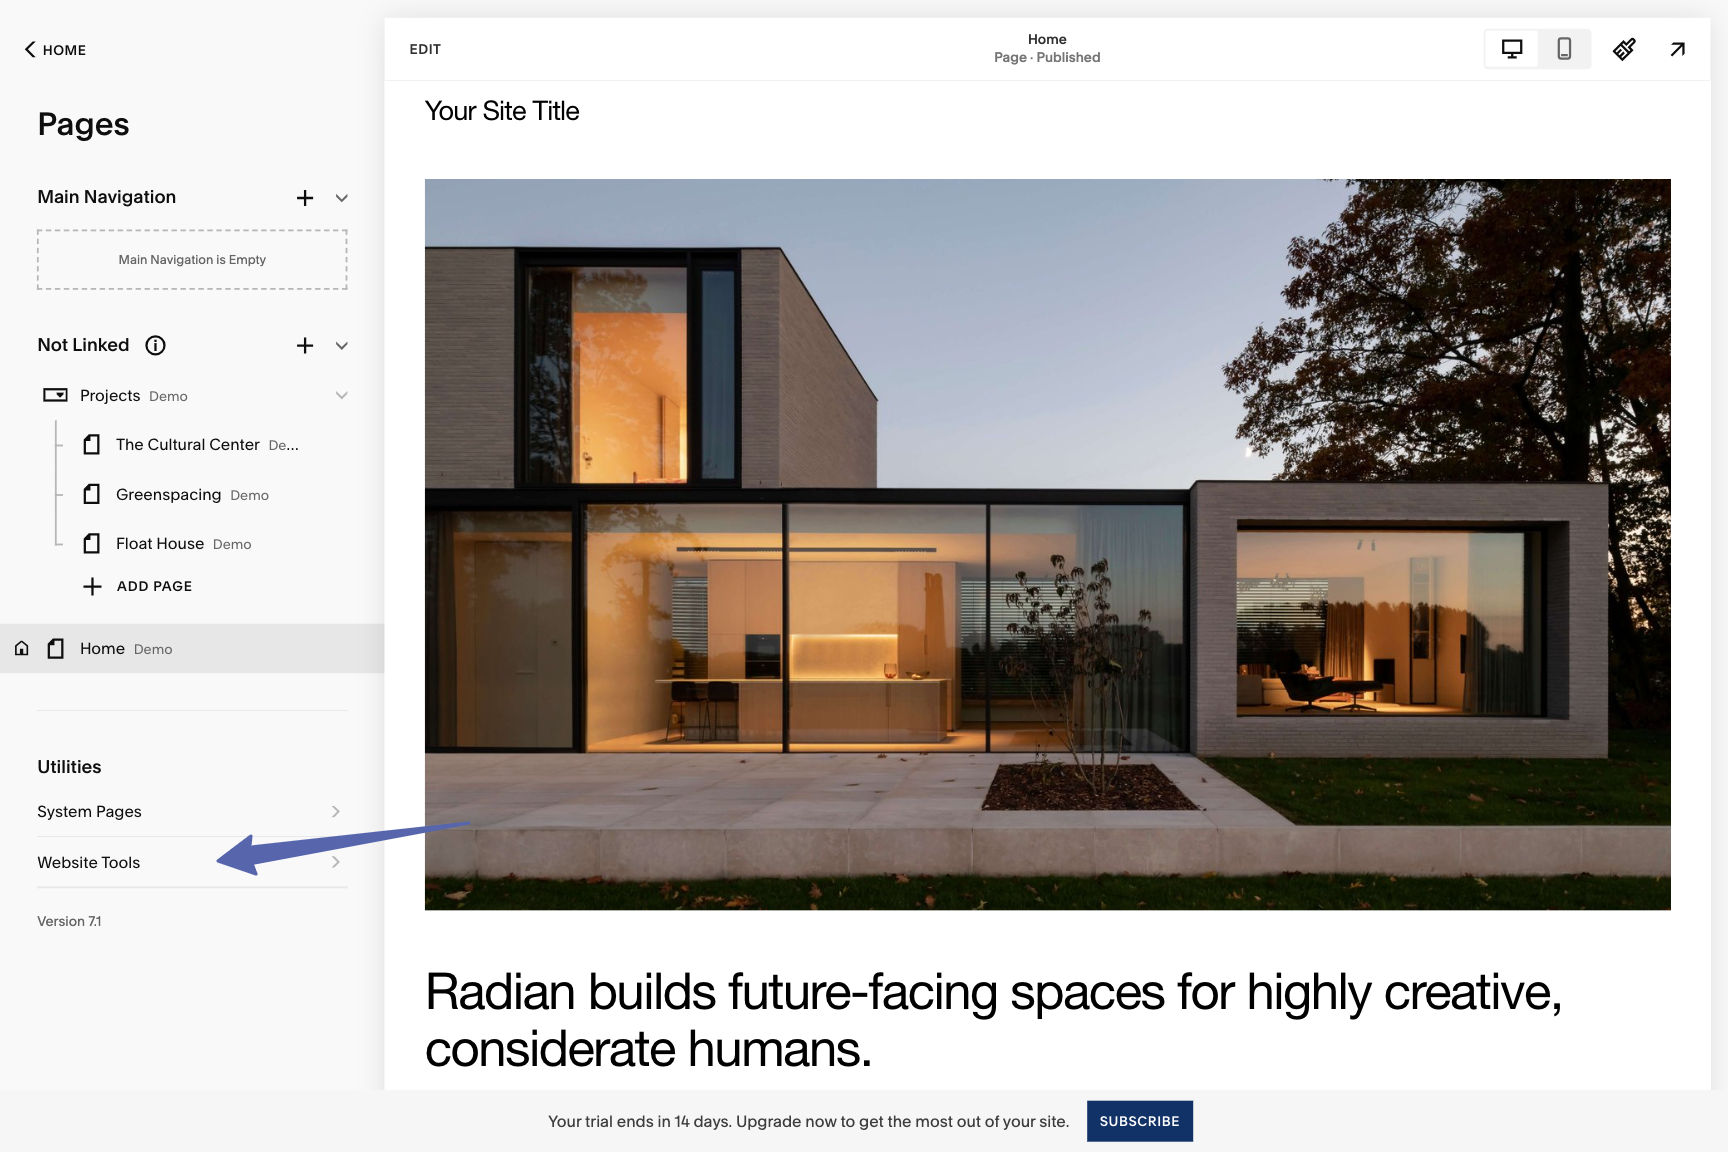 HOME
Pages
Main Navigation
Main Navigation is Empty
Not Linked
Projects Demo
The Cultural Center De...
Greenspacing Demo
Float House Demo
ADD PAGE
Home Demo
Utilities
System Pages
Website Tools
Version 7.1
EDIT
Home
Page · Published
Your Site Title
Radian builds future-facing spaces for highly creative,
considerate humans.
Your trial ends in 14 days. Upgrade now to get the most out of your site.
SUBSCRIBE